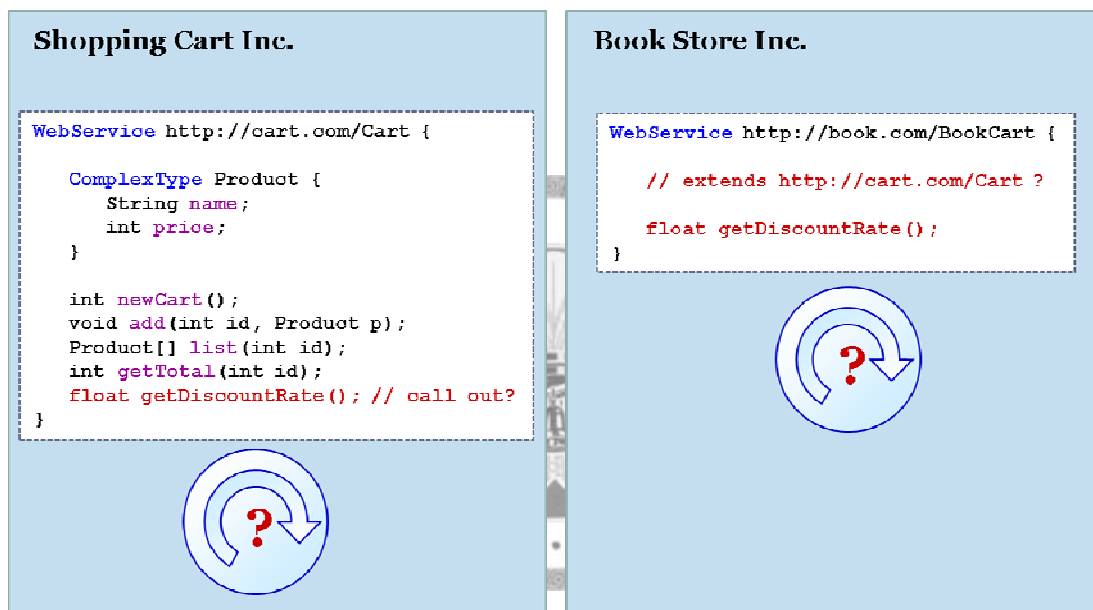 Shopping Cart Inc.
WebService http://cart.com/Cart {
ComplexType Product {
String name;
int price;
}
int newCart();
void add(int id, Product p);
Product[] list(int id);
int getTotal(int id);
float getDiscountRate(); // call out?
}
?
Book Store Inc.
WebService http://book.com/BookCart {
// extends http://cart.com/Cart ?
float getDiscountRate();
}
?